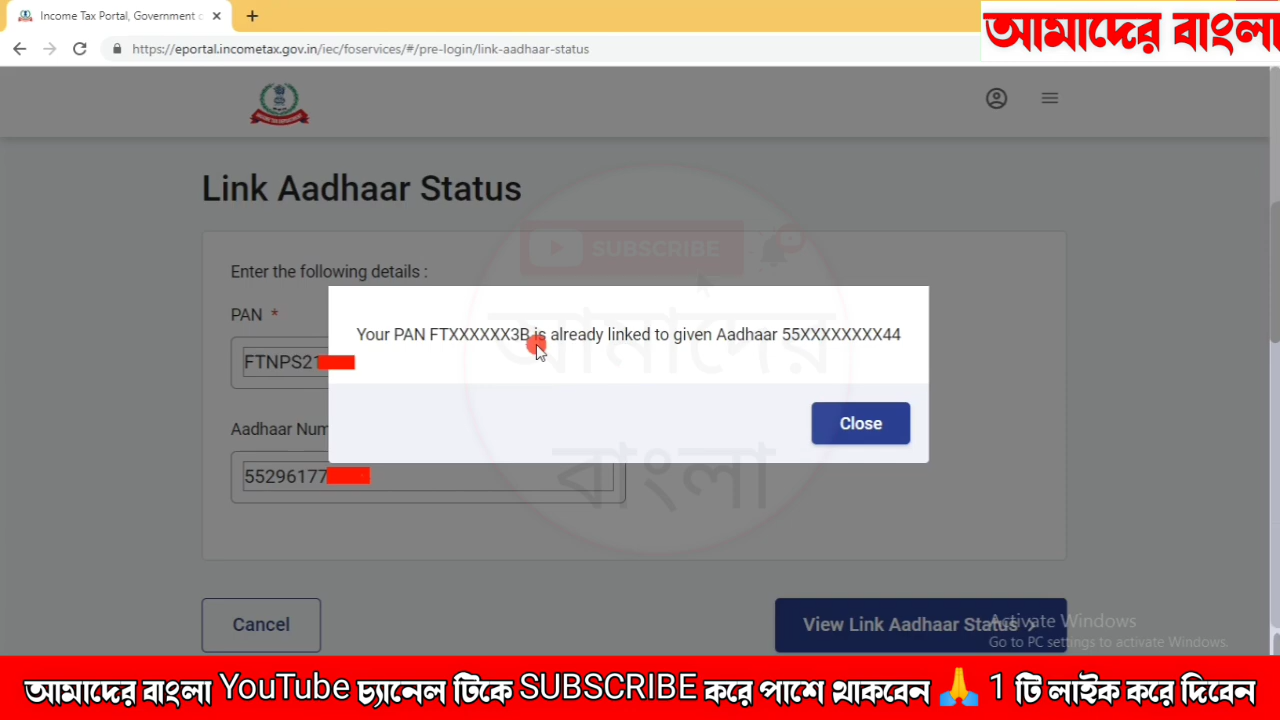 Income Tax Portal, Government
https://eportal.incometax.gov.in/iec/foservices/#/pre-login/link-aadhaar-status
আমাদের বাংলা
Link Aadhaar Status
SUBSCRIBE
Enter the following details :
PAN *
Your PAN FTXXXXXX3B is already linked to given Aadhaar 55XXXXXXXX44
FTNPS21
আমাদের
Close
Aadhaar Num
55296177
বাংলা
Cancel
View Link Aadhaar Status
Activate Windows
Go to PC settings to activate Windows.
আমাদের বাংলা YouTube চ্যানেল টিকে SUBSCRIBE করে পাশে থাকবেন 🙏 1 টি লাইক করে দিবেন